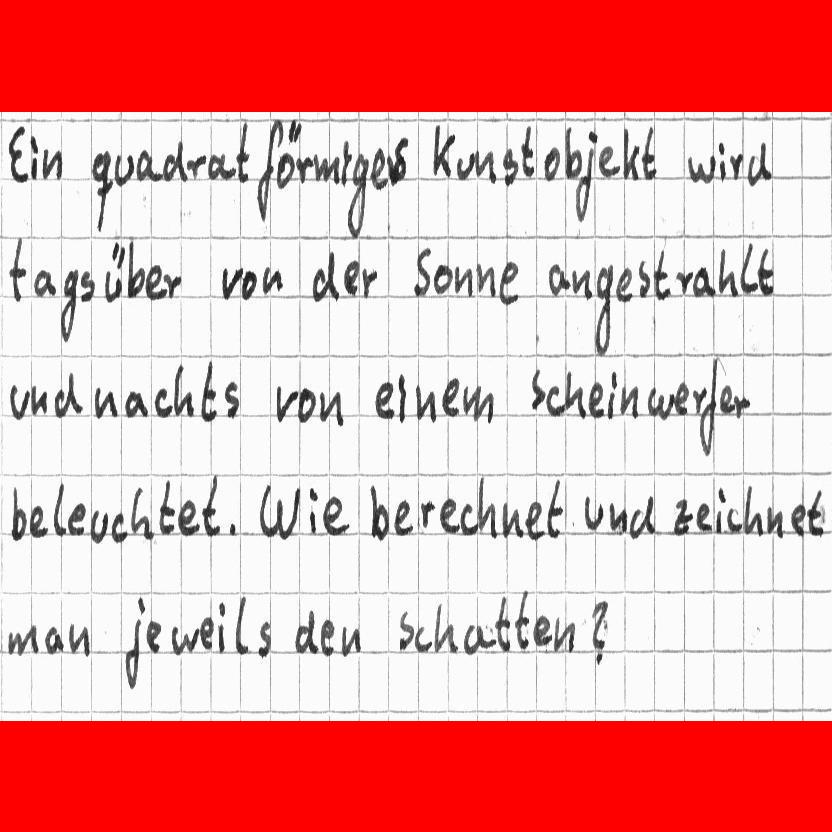 Ein quadratförmiges Kunstobjekt wird
tagsüber von der Sonne angestrahlt
und nachts von einem Scheinwerfer
beleuchtet. Wie berechnet und zeichnet
man jeweils den Schatten?